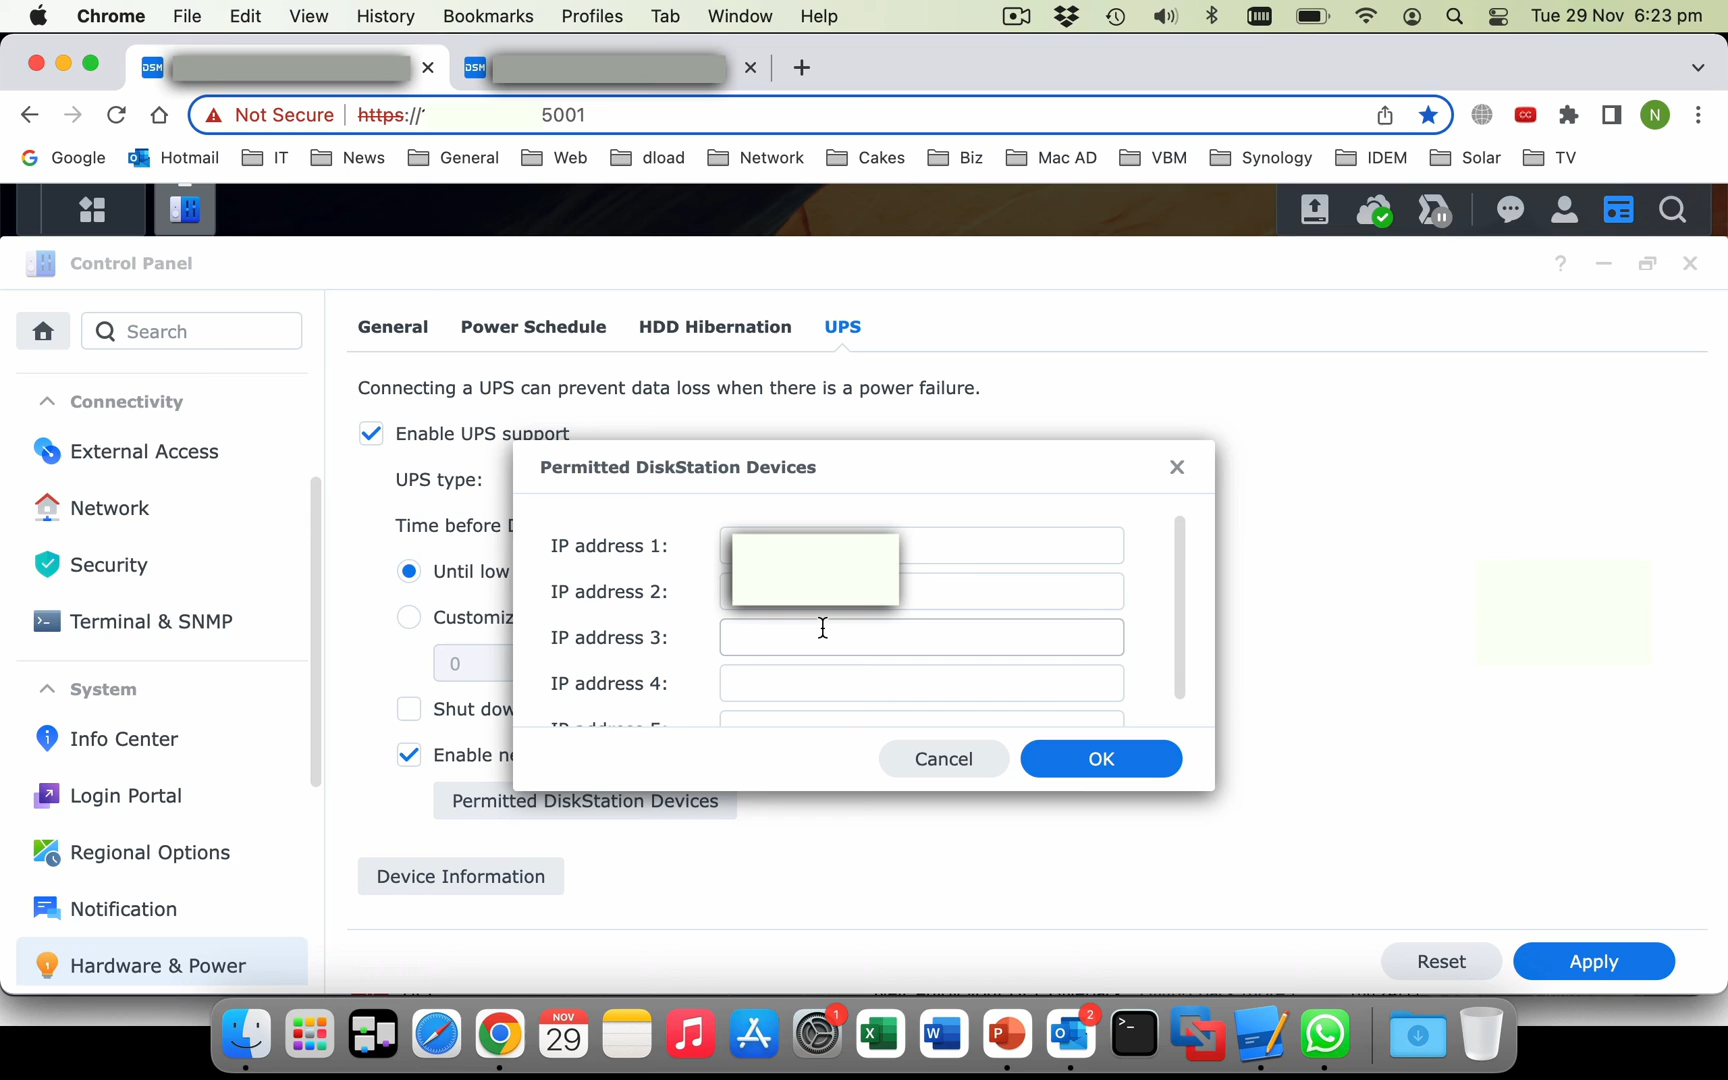 Chrome File Edit View History Bookmarks Profiles Tab Window Help Tue 29 Nov 6:23 pm
DSM DSM
Not Secure https:// 5001 CC N
Google Hotmail IT News General Web dload Network Cakes Biz Mac AD VBM Synology IDEM Solar TV
Control Panel ?
Search
Connectivity
External Access
Network
Security
Terminal & SNMP
System
Info Center
Login Portal
Regional Options
Notification
Hardware & Power
General Power Schedule HDD Hibernation UPS
Connecting a UPS can prevent data loss when there is a power failure.
Enable UPS support
UPS type:
Time before
Until low
Customiz
0
Shut dow
Enable ne
Permitted DiskStation Devices
Device Information
Permitted DiskStation Devices
IP address 1:
IP address 2:
IP address 3:
IP address 4:
Cancel OK
Reset Apply
NOV
29
1
2